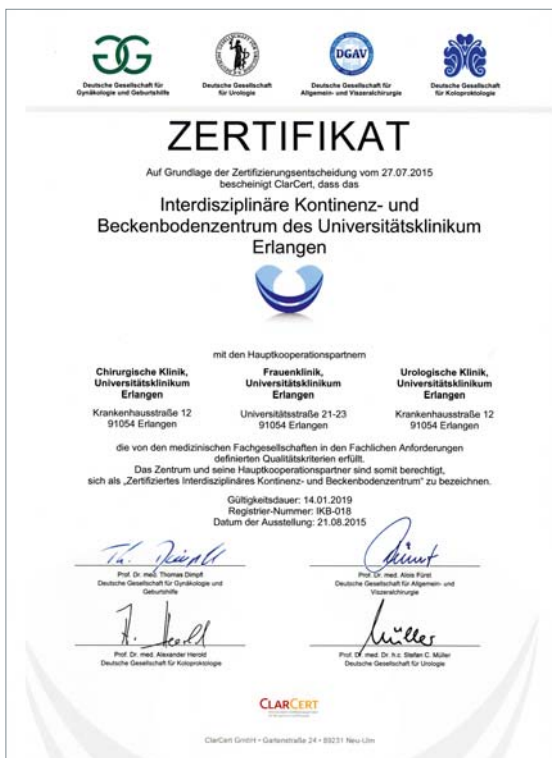 GG
DGAV
Deutsche Gesellschaft für
Gynäkologie und Geburtshilfe
Deutsche Gesellschaft
für Urologie
Deutsche Gesellschaft für
Allgemein- und Viszeralchirurgie
Deutsche Gesellschaft
für Koloproktologie
ZERTIFIKAT
Auf Grundlage der Zertifizierungsentscheidung vom 27.07.2015
bescheinigt ClarCert, dass das
Interdisziplinäre Kontinenz- und
Beckenbodenzentrum des Universitätsklinikum
Erlangen
mit den Hauptkooperationspartnern
Chirurgische Klinik,
Universitätsklinikum
Erlangen
Krankenhausstraße 12
91054 Erlangen
Frauenklinik,
Universitätsklinikum
Erlangen
Universitätsstraße 21-23
91054 Erlangen
Urologische Klinik,
Universitätsklinikum
Erlangen
Krankenhausstraße 12
91054 Erlangen
die von den medizinischen Fachgesellschaften in den Fachlichen Anforderungen
definierten Qualitätskriterien erfüllt.
Das Zentrum und seine Hauptkooperationspartner sind somit berechtigt,
sich als „Zertifiziertes Interdisziplinäres Kontinenz- und Beckenbodenzentrum" zu bezeichnen.
Gültigkeitsdauer: 14.01.2019
Registrier-Nummer: IKB-018
Datum der Ausstellung: 21.08.2015
Prof. Dr. med. Thomas Dimpfl
Deutsche Gesellschaft für Gynäkologie und
Geburtshilfe
Prof. Dr. med. Alois Fürst
Deutsche Gesellschaft für Allgemein- und
Viszeralchirurgie
Prof. Dr. med. Alexander Herold
Deutsche Gesellschaft für Koloproktologie
Müller
Prof. Dr. med. Dr. h.c. Stefan C. Müller
Deutsche Gesellschaft für Urologie
CLARCERT
ClarCert GmbH • Gartenstraße 24 • 89231 Neu-Ulm